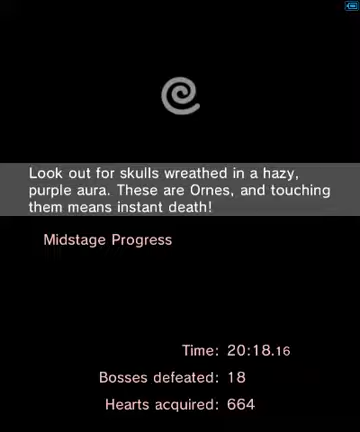 Look out for skulls wreathed in a hazy,
purple aura. These are Ornes, and touching
them means instant death!
Midstage Progress
Time: 20:18.16
Bosses defeated: 18
Hearts acquired: 664